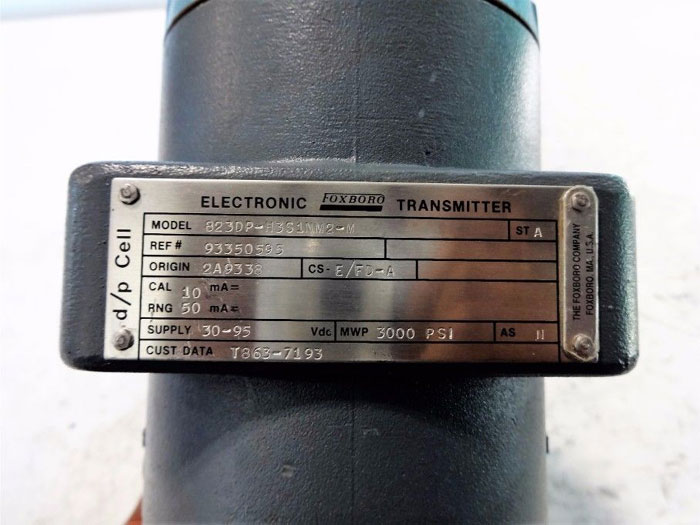 ELECTRONIC FOXBORO TRANSMITTER
d/p Cell
MODEL 823DP-H3S1NM2-M ST A
REF # 93350595
ORIGIN 2A9338 CS- E/FD-A
CAL 10 mA=
RNG 50 mA=
SUPPLY 30-95 Vdc MWP 3000 PSI AS N
CUST DATA T863-7193
THE FOXBORO COMPANY
FOXBORO, MA, U.S.A.